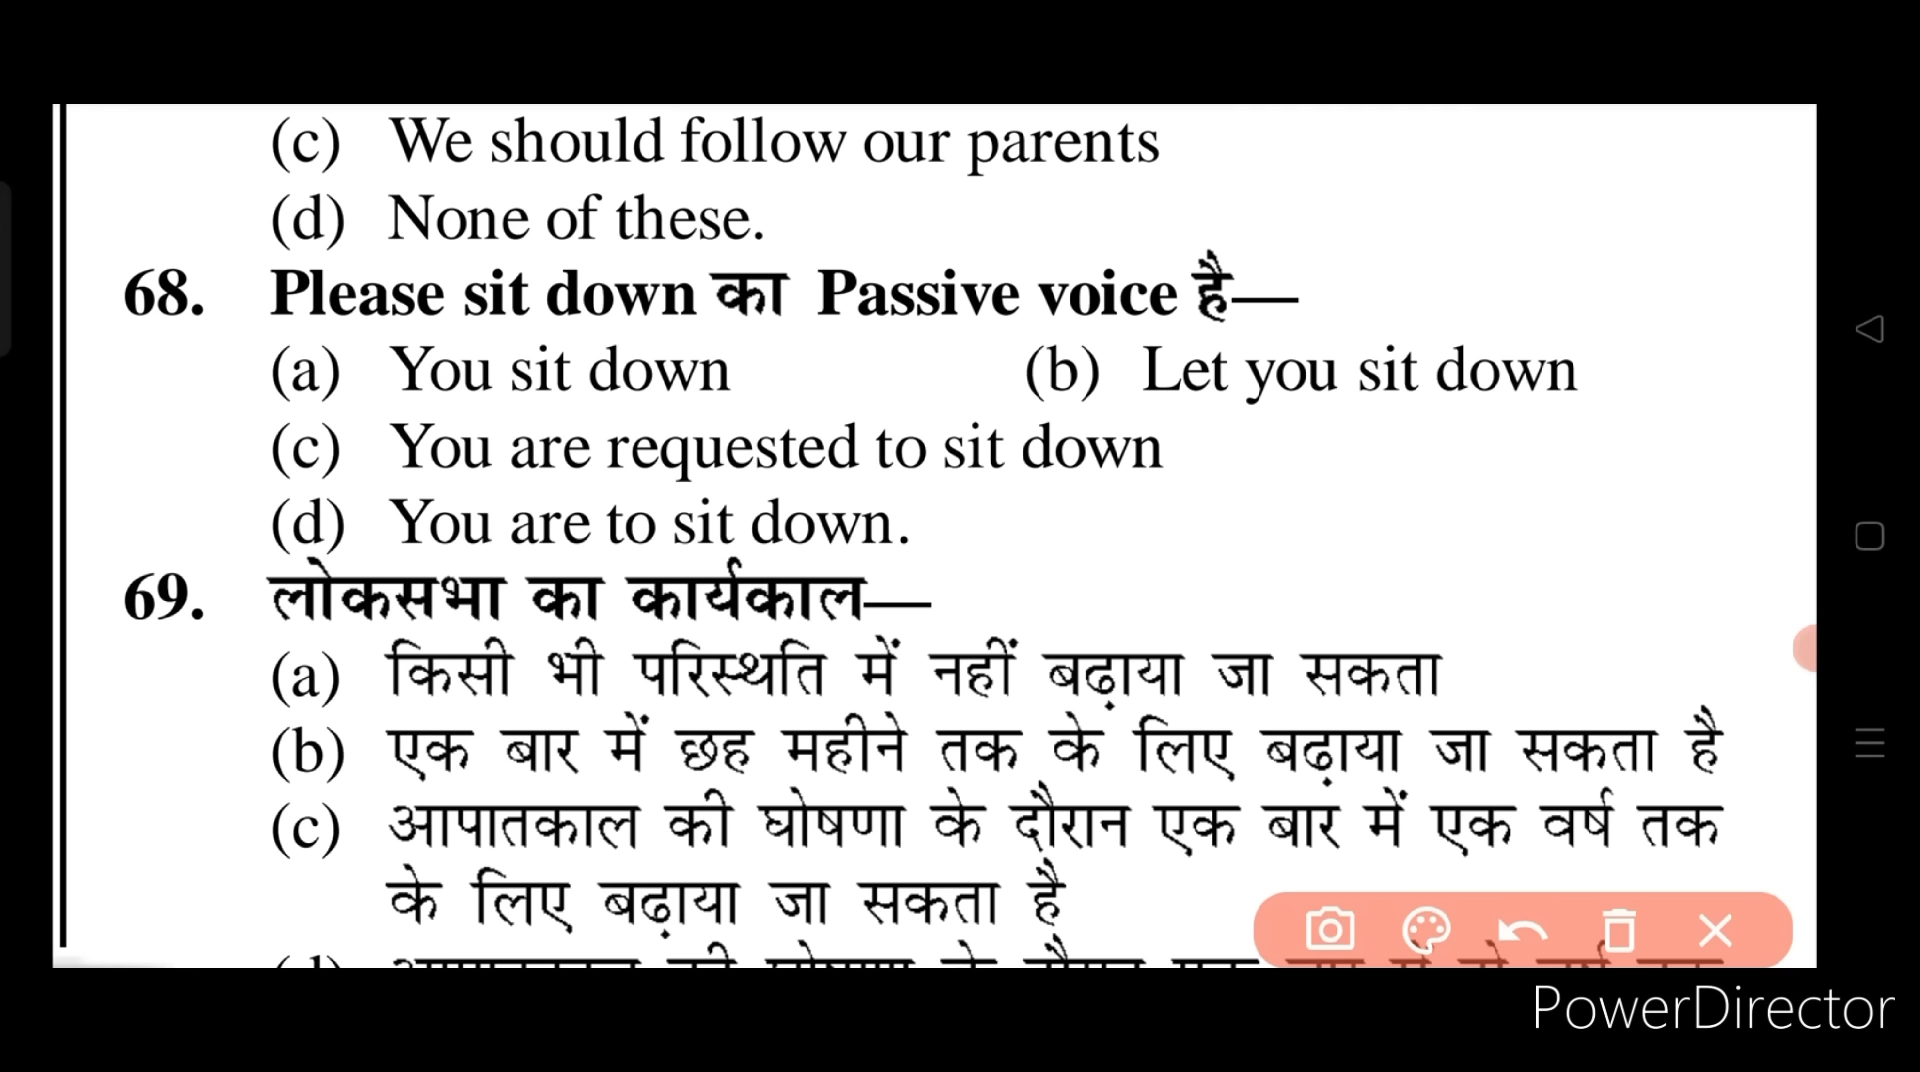 (c) We should follow our parents
(d) None of these.
68. Please sit down का Passive voice है—
(a) You sit down (b) Let you sit down
(c) You are requested to sit down
(d) You are to sit down.
69. लोकसभा का कार्यकाल—
(a) किसी भी परिस्थति में नहीं बढ़ाया जा सकता
(b) एक बार में छह महीने तक के लिए बढ़ाया जा सकता है
(c) आपातकाल की घोषणा के दौरान एक बार में एक वर्ष तक
के लिए बढ़ाया जा सकता है
PowerDirector